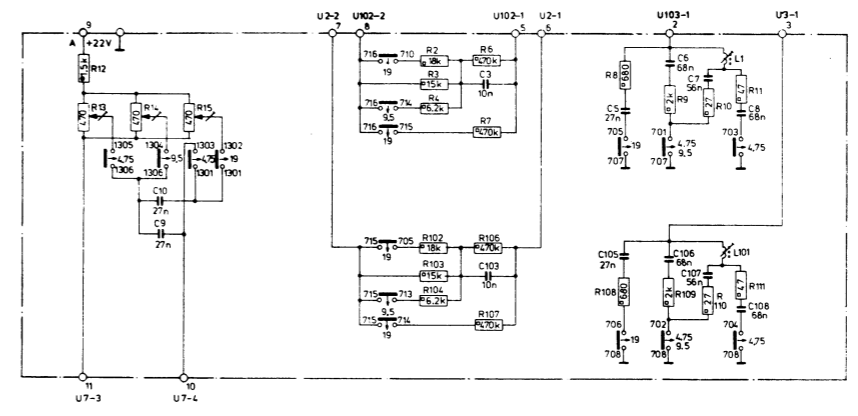 9
A +22V
1,5k R12
470 R13
470 R14
470 R15
1305 4,75 1306
1304 9,5 1306
1303 4,75 1301
1302 19 1301
C10 27n
C9 27n
11
U7-3
10
U7-4
U2-2 7
U102-2 8
U102-1 5
U2-1 6
716 710 19
R2 18k
R6 470k
R3 15k
C3 10n
716 714 9,5
R4 6.2k
716 715 19
R7 470k
715 705 19
R102 18k
R106 470k
R103 15k
C103 10n
715 713 9,5
R104 6.2k
715 714 19
R107 470k
U103-1 2
U3-1 3
R8 680
C5 27n
705 19 707
C6 68n
R9 2k
701 4.75 9.5 707
L1
C7 56n
27 R10
47 R11
C8 68n
703 4,75
C105 27n
R108 680
706 19 708
C106 68n
2k R109
702 4.75 9.5 708
L101
C107 56n
27 R 110
47 R111
C108 68n
704 4,75 708